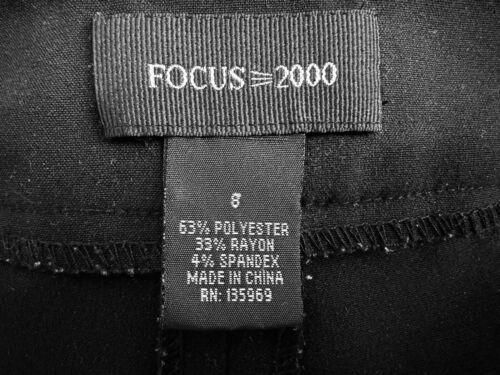 FOCUS 2000
8
63% POLYESTER
33% RAYON
4% SPANDEX
MADE IN CHINA
RN: 135969